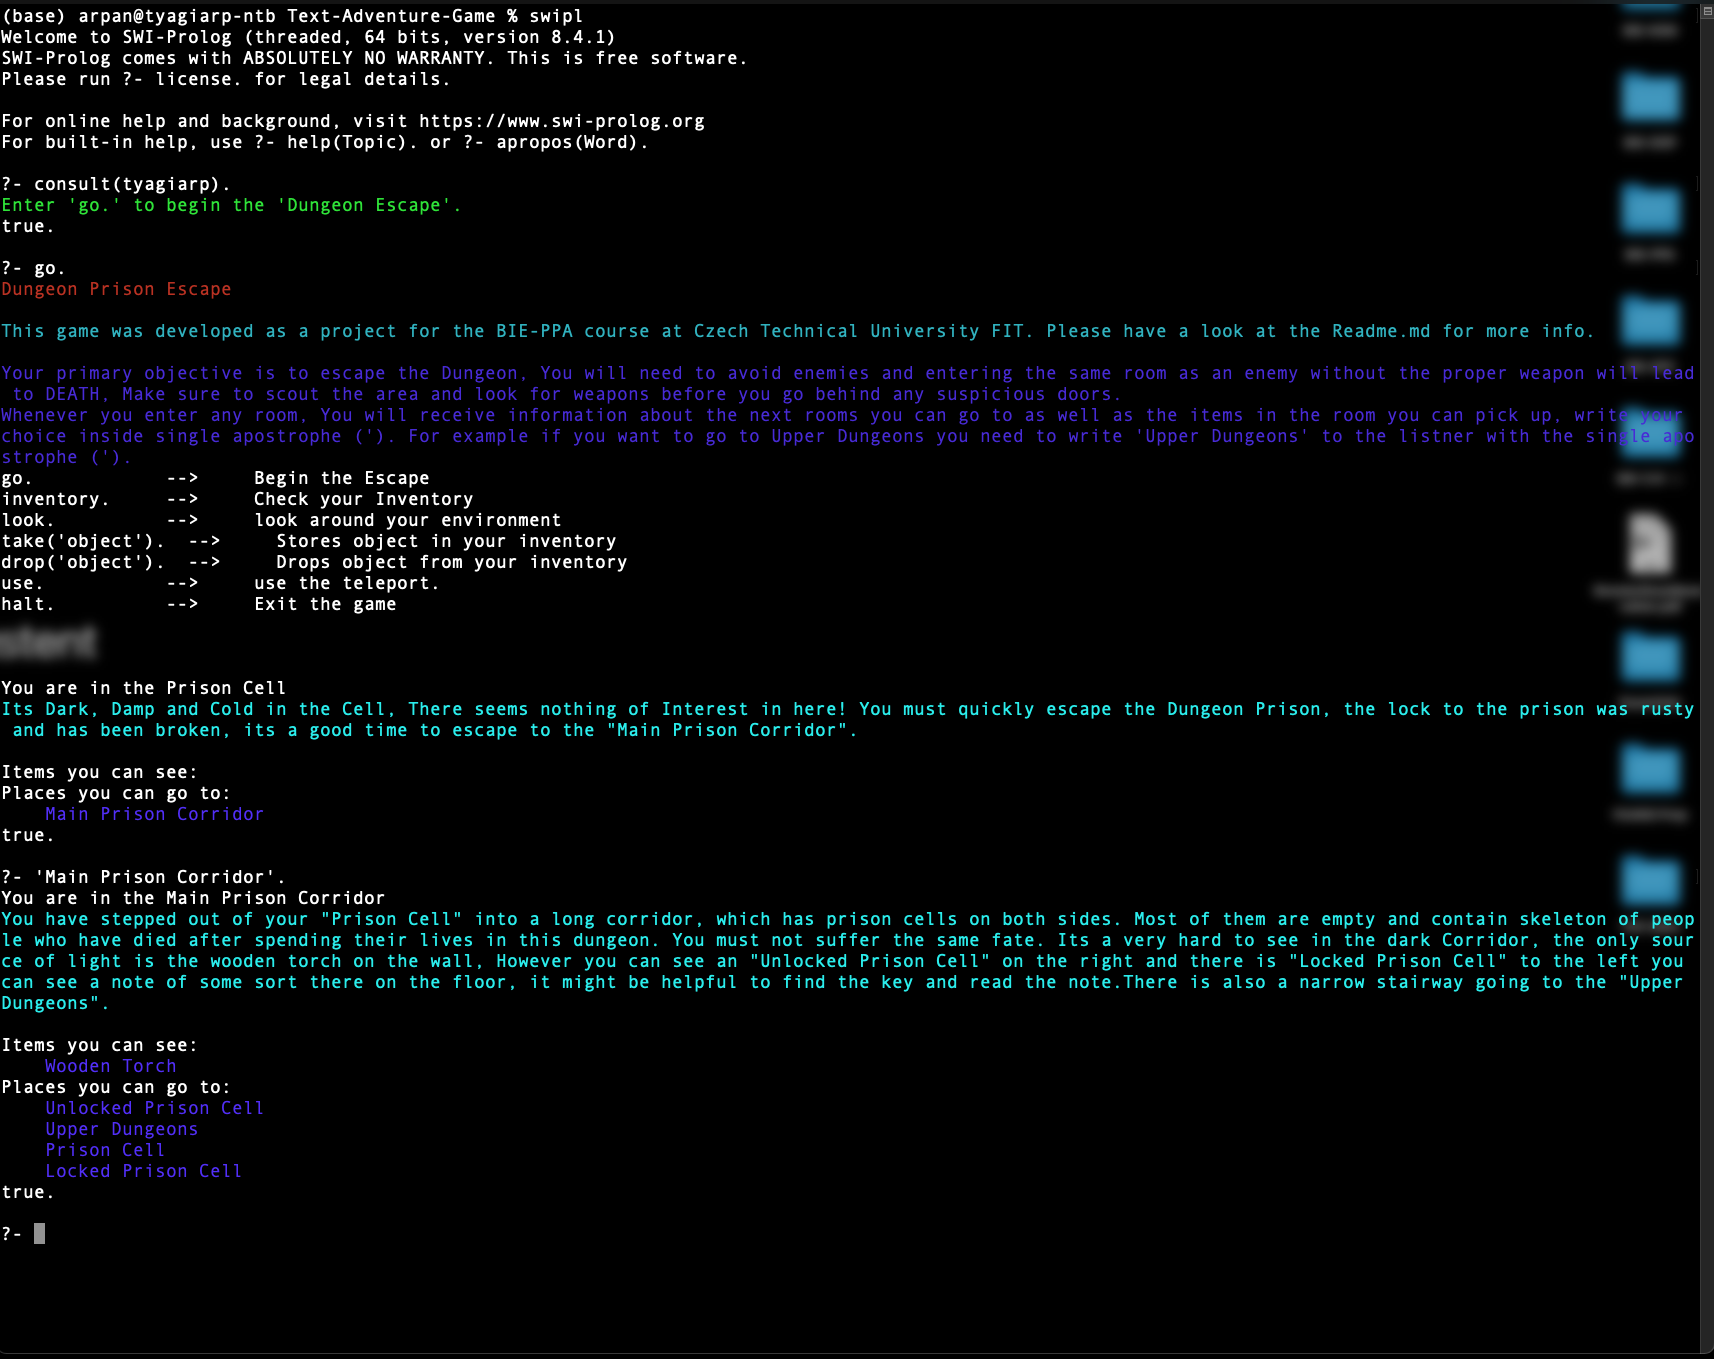 (base) arpan@tyagiarp-ntb Text-Adventure-Game % swipl
Welcome to SWI-Prolog (threaded, 64 bits, version 8.4.1)
SWI-Prolog comes with ABSOLUTELY NO WARRANTY. This is free software.
Please run ?- license. for legal details.
For online help and background, visit https://www.swi-prolog.org
For built-in help, use ?- help(Topic). or ?- apropos(Word).
?- consult(tyagiarp).
Enter 'go.' to begin the 'Dungeon Escape'.
true.
?- go.
Dungeon Prison Escape
This game was developed as a project for the BIE-PPA course at Czech Technical University FIT. Please have a look at the Readme.md for more info.
Your primary objective is to escape the Dungeon, You will need to avoid enemies and entering the same room as an enemy without the proper weapon will lead
to DEATH, Make sure to scout the area and look for weapons before you go behind any suspicious doors.
Whenever you enter any room, You will receive information about the next rooms you can go to as well as the items in the room you can pick up, write your
choice inside single apostrophe ('). For example if you want to go to Upper Dungeons you need to write 'Upper Dungeons' to the listner with the single apo
strophe (').
go. --> Begin the Escape
inventory. --> Check your Inventory
look. --> look around your environment
take('object'). --> Stores object in your inventory
drop('object'). --> Drops object from your inventory
use. --> use the teleport.
halt. --> Exit the game
stent
You are in the Prison Cell
Its Dark, Damp and Cold in the Cell, There seems nothing of Interest in here! You must quickly escape the Dungeon Prison, the lock to the prison was rusty
and has been broken, its a good time to escape to the "Main Prison Corridor".
Items you can see:
Places you can go to:
Main Prison Corridor
true.
?- 'Main Prison Corridor'.
You are in the Main Prison Corridor
You have stepped out of your "Prison Cell" into a long corridor, which has prison cells on both sides. Most of them are empty and contain skeleton of peop
le who have died after spending their lives in this dungeon. You must not suffer the same fate. Its a very hard to see in the dark Corridor, the only sour
ce of light is the wooden torch on the wall, However you can see an "Unlocked Prison Cell" on the right and there is "Locked Prison Cell" to the left you
can see a note of some sort there on the floor, it might be helpful to find the key and read the note.There is also a narrow stairway going to the "Upper
Dungeons".
Items you can see:
Wooden Torch
Places you can go to:
Unlocked Prison Cell
Upper Dungeons
Prison Cell
Locked Prison Cell
true.
?-